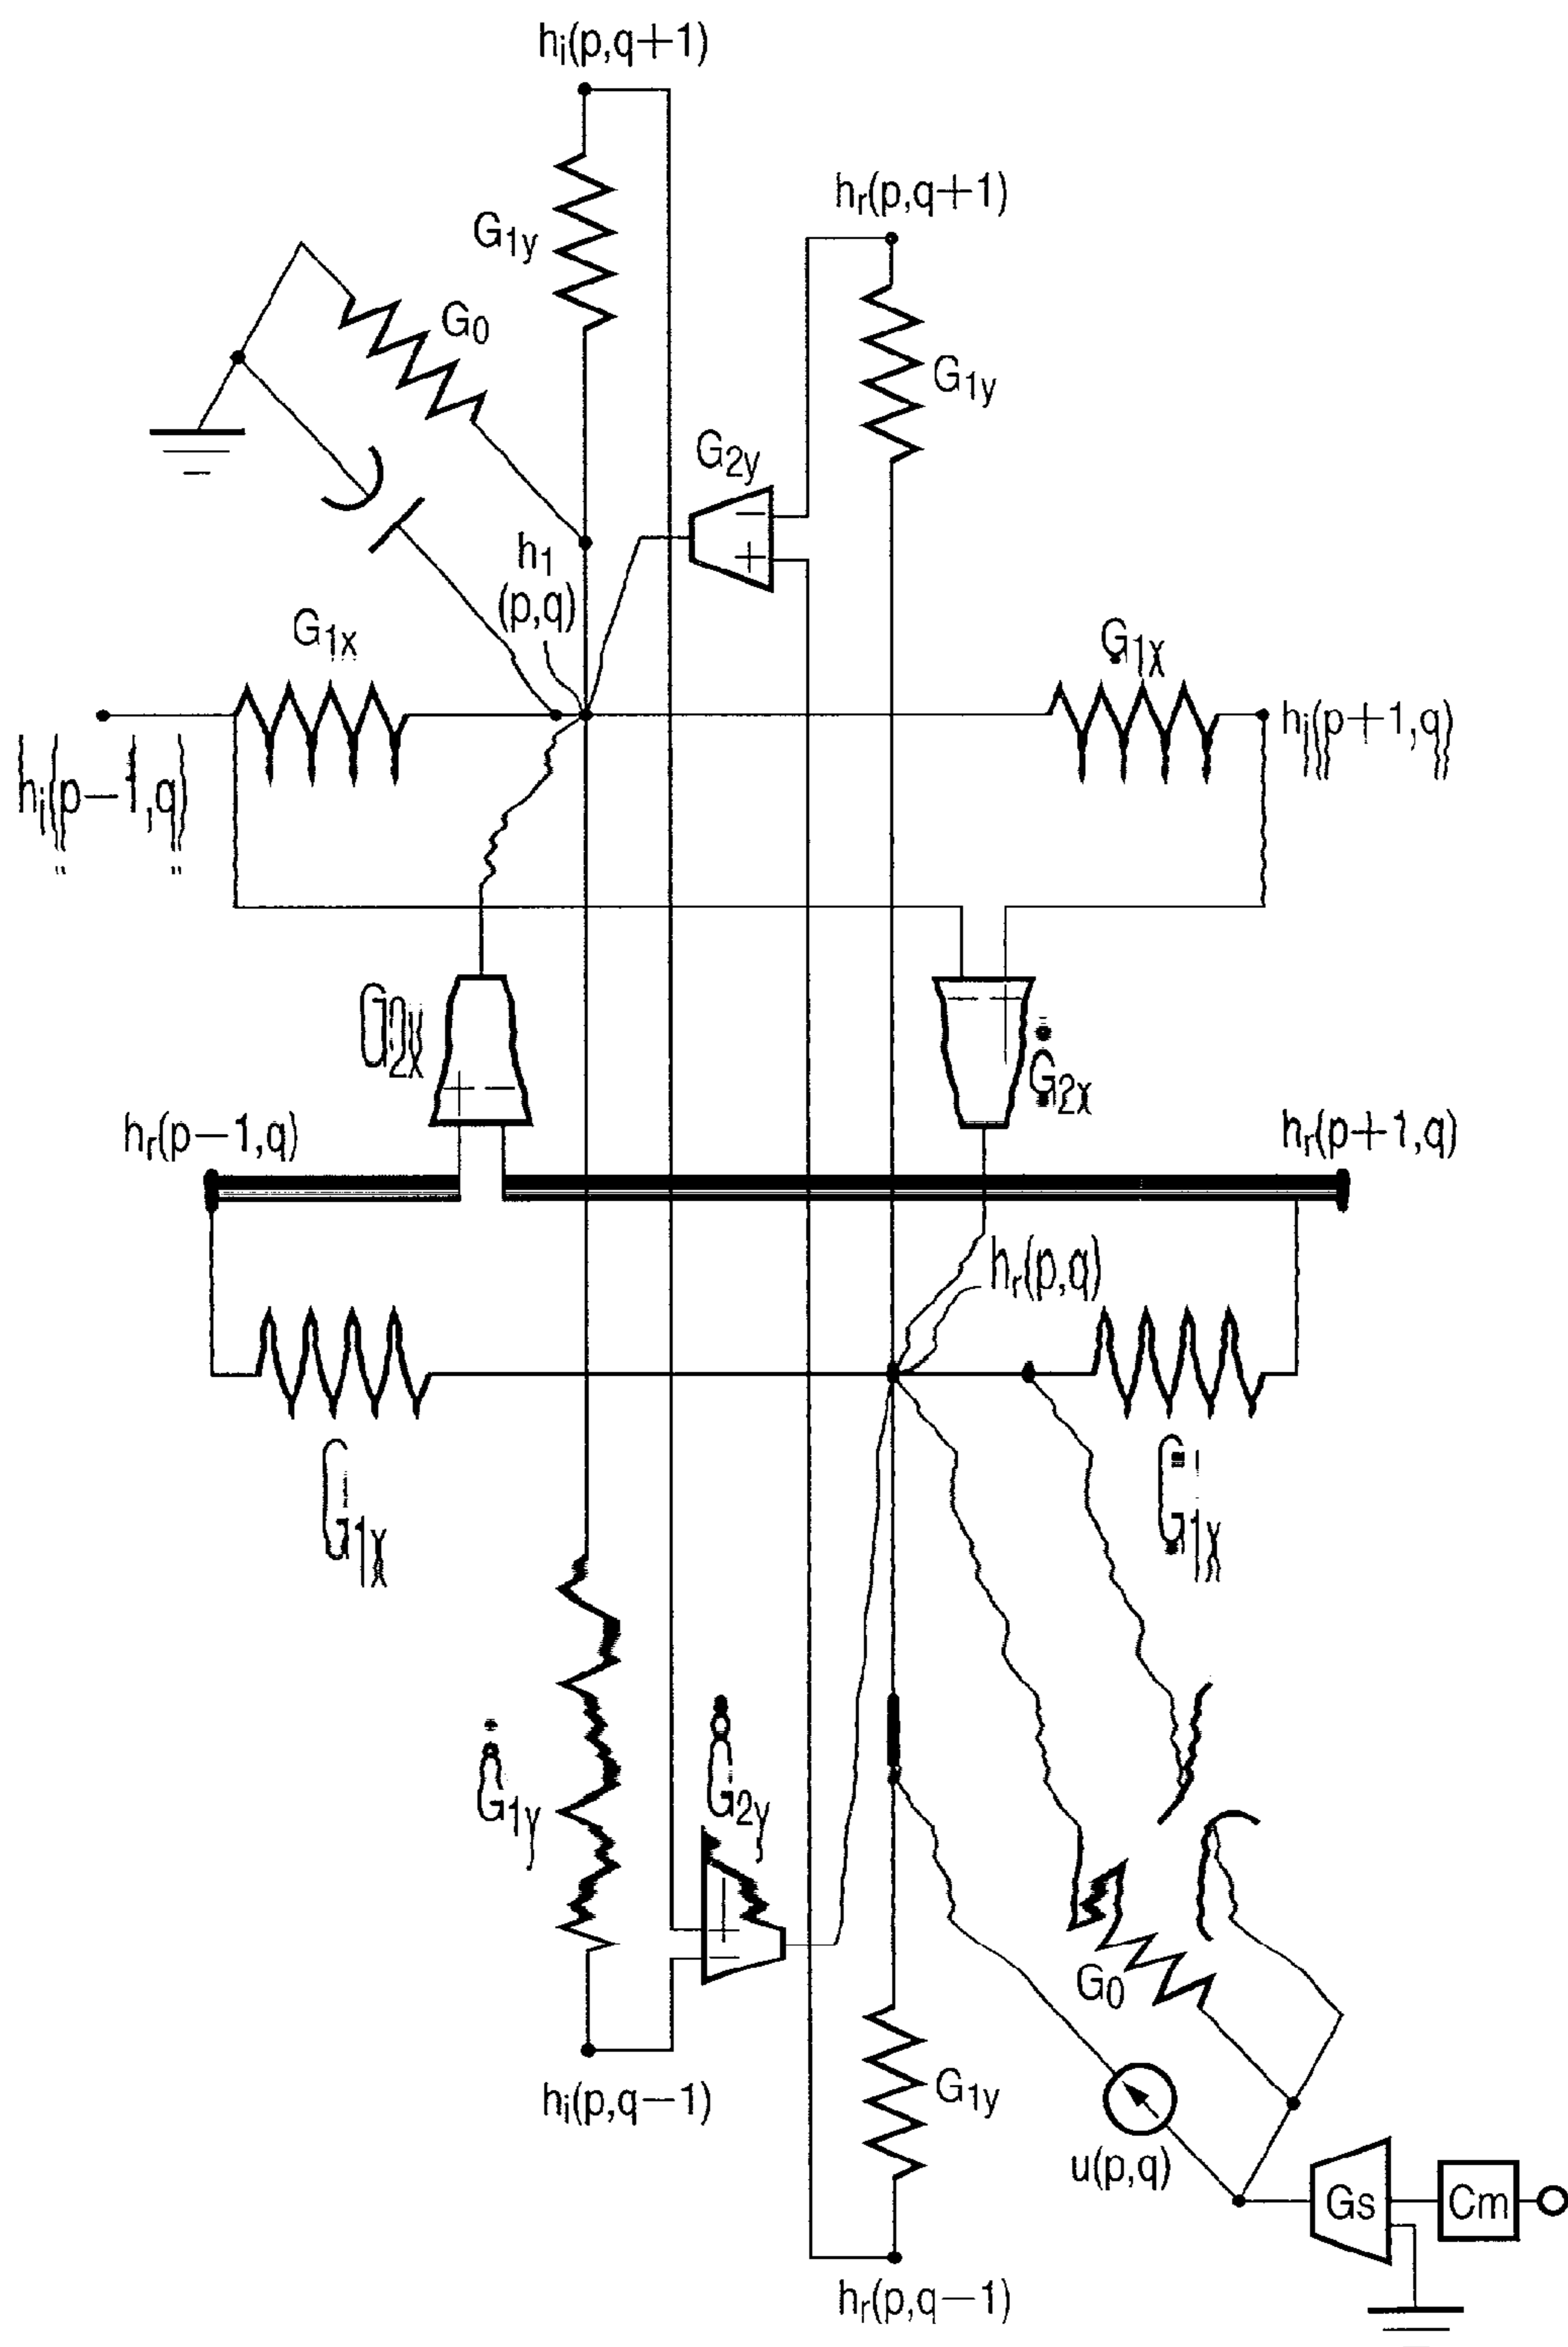 hi(p,q+1)
hr(p,q+1)
G1y
G0
G1y
G2y
h1
(p,q)
G1x
G1x
hi(p−1,q)
hi(p+1,q)
− +
G2x
G2x
+ −
hr(p−1,q)
hr(p+1,q)
hr(p,q)
G1x
G1x
G1y
G2y
+
−
G0
hi(p,q−1)
G1y
u(p,q)
Gs
Cm
hr(p,q−1)